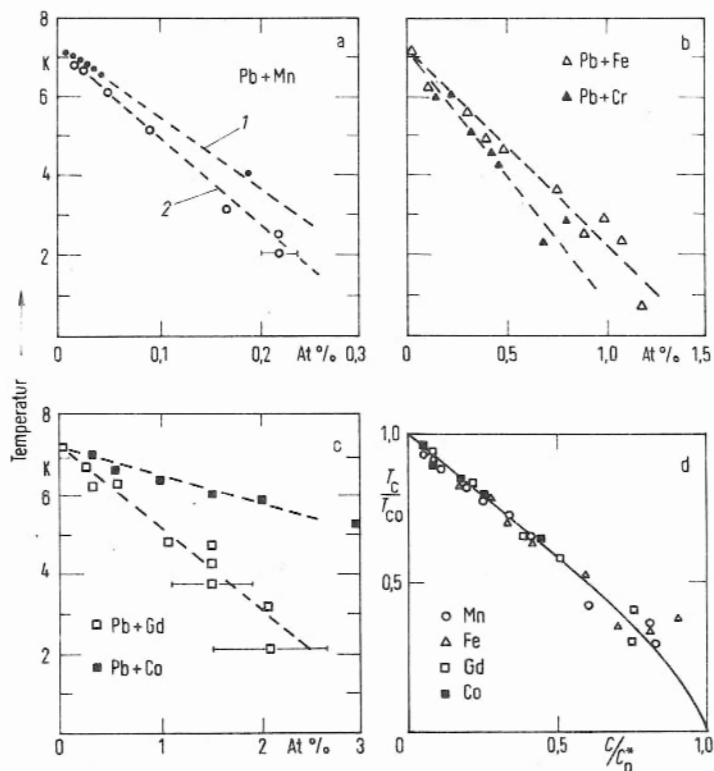 Temperatur
8
K
6
4
2
a
Pb+Mn
1
2
0 0,1 0,2 At % 0,3
b
Pb+Fe
Pb+Cr
0 0,5 1,0 At % 1,5
8
K
6
4
2
c
Pb+Gd
Pb+Co
0 1 At % 2 3
1,0
T_C
T_CO
0,5
d
Mn
Fe
Gd
Co
0 0,5 C/C_n* 1,0